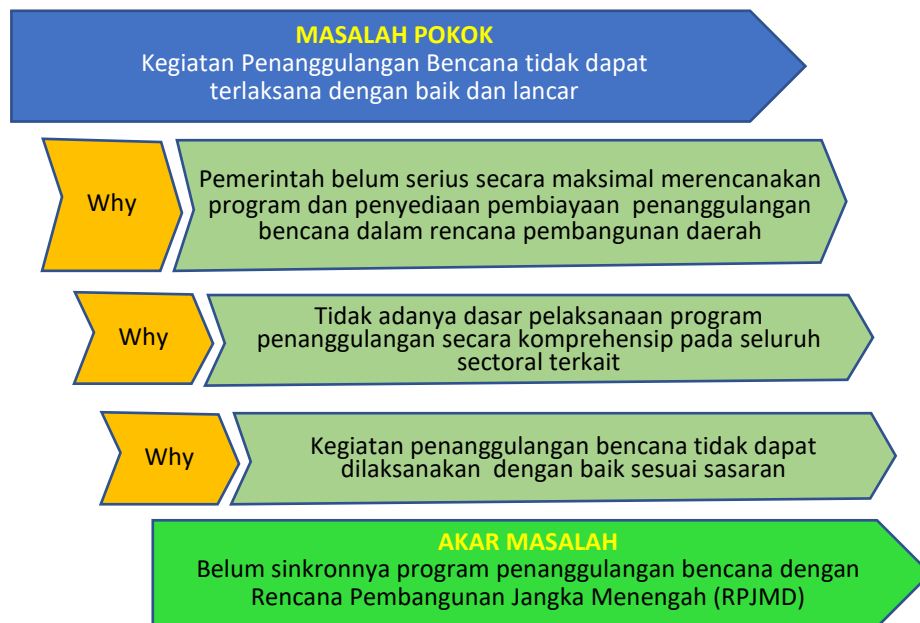 MASALAH POKOK
Kegiatan Penanggulangan Bencana tidak dapat
terlaksana dengan baik dan lancar
Why
Pemerintah belum serius secara maksimal merencanakan
program dan penyediaan pembiayaan penanggulangan
bencana dalam rencana pembangunan daerah
Why
Tidak adanya dasar pelaksanaan program
penanggulangan secara komprehensip pada seluruh
sectoral terkait
Why
Kegiatan penanggulangan bencana tidak dapat
dilaksanakan dengan baik sesuai sasaran
AKAR MASALAH
Belum sinkronnya program penanggulangan bencana dengan
Rencana Pembangunan Jangka Menengah (RPJMD)